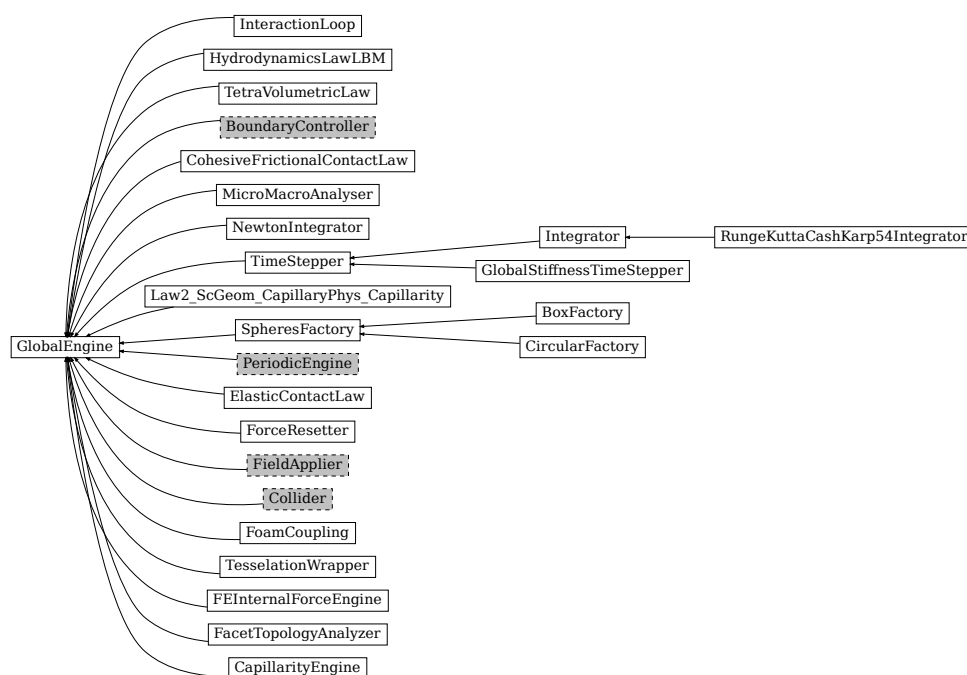 InteractionLoop
HydrodynamicsLawLBM
TetraVolumetricLaw
BoundaryController
CohesiveFrictionalContactLaw
MicroMacroAnalyser
NewtonIntegrator
Integrator
RungeKuttaCashKarp54Integrator
TimeStepper
GlobalStiffnessTimeStepper
Law2_ScGeom_CapillaryPhys_Capillarity
BoxFactory
SpheresFactory
GlobalEngine
CircularFactory
PeriodicEngine
ElasticContactLaw
ForceResetter
FieldApplier
Collider
FoamCoupling
TesselationWrapper
FEInternalForceEngine
FacetTopologyAnalyzer
CapillarityEngine